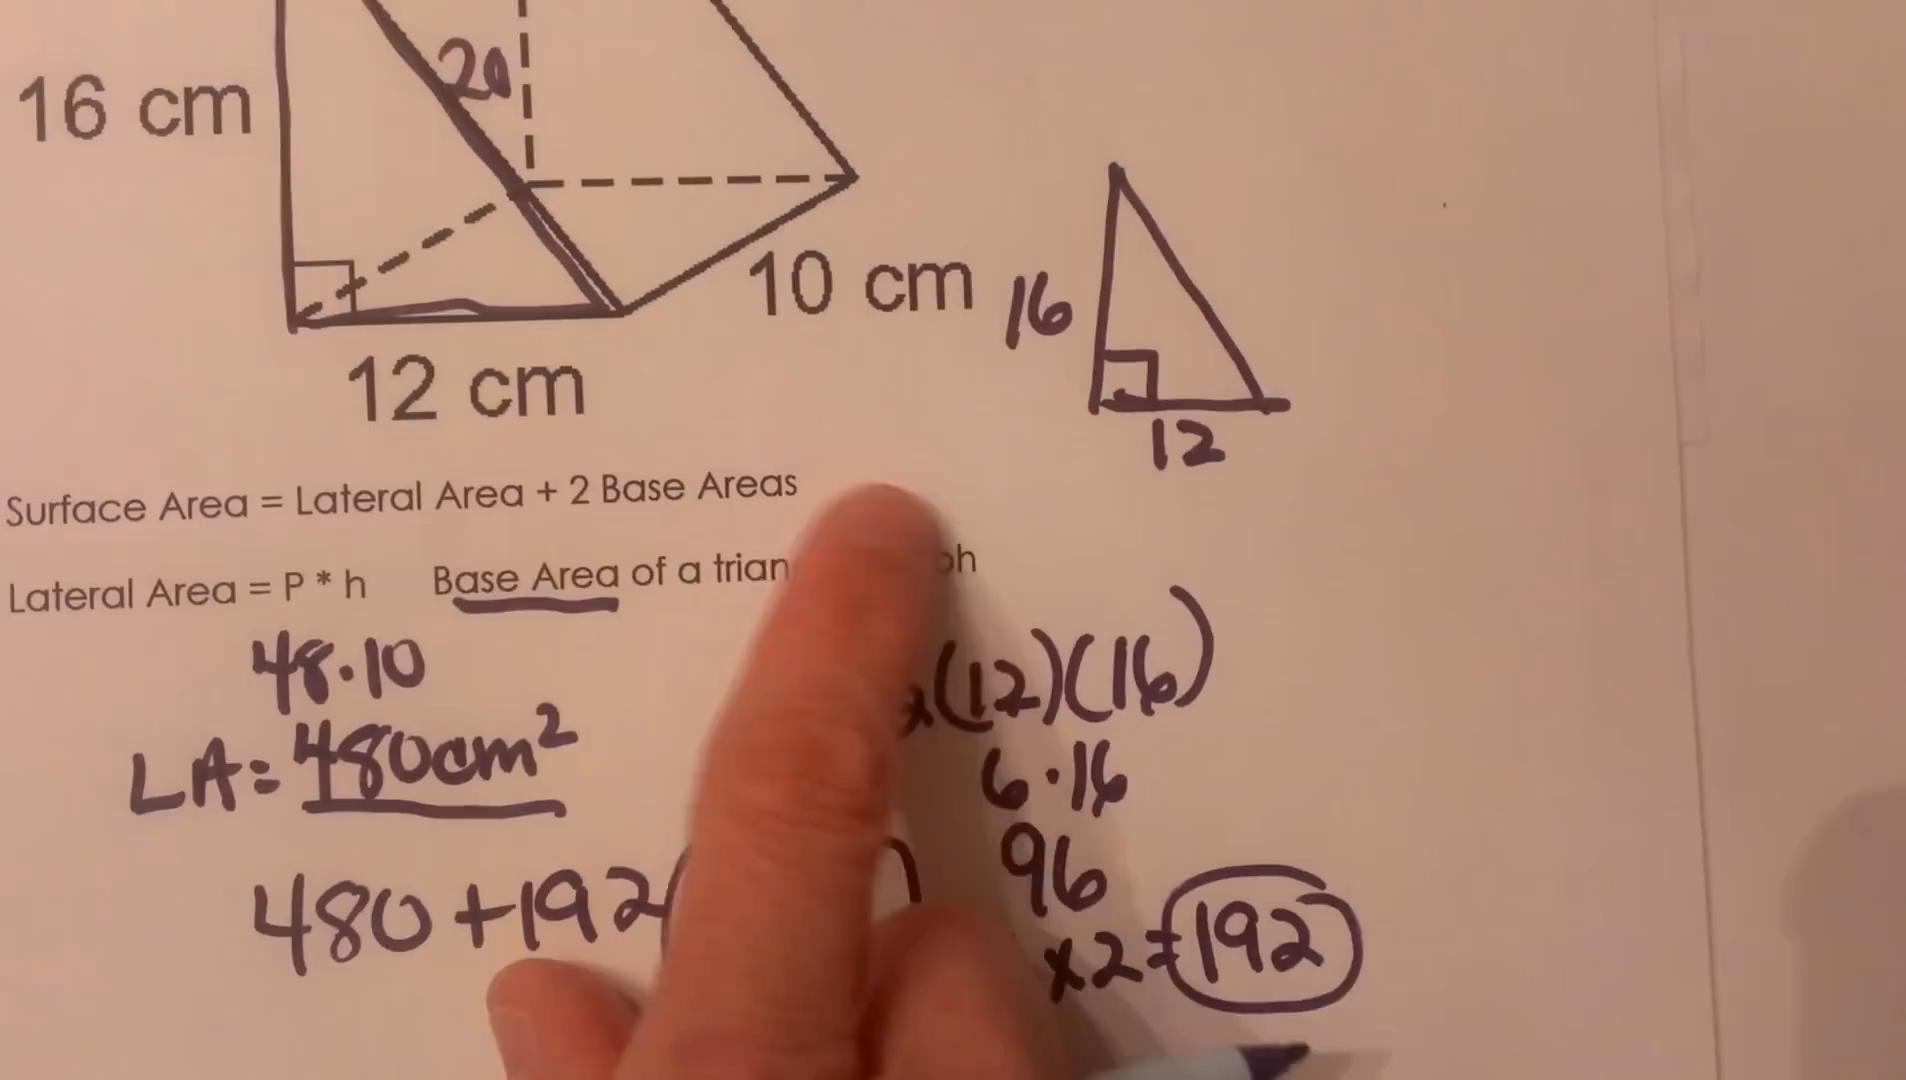 20
16 cm
10 cm
16
12 cm
12
Surface Area = Lateral Area + 2 Base Areas
Lateral Area = P * h Base Area of a
48·10
(12)(16)
LA = 480cm²
6·16
96
480 + 192
x2 = 192